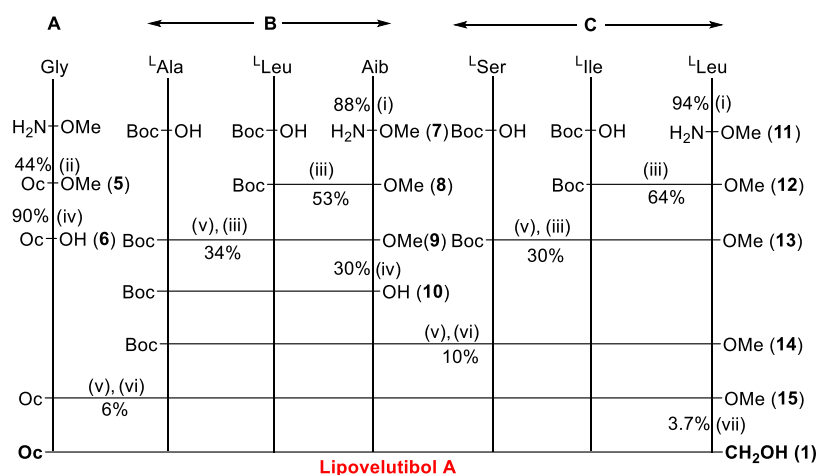 A B C
Gly ᴸAla ᴸLeu Aib ᴸSer ᴸIle ᴸLeu
88% (i) 94% (i)
H₂N OMe Boc OH Boc OH H₂N OMe (7) Boc OH Boc OH H₂N OMe (11)
44% (ii) (iii) (iii)
Oc OMe (5) Boc 53% OMe (8) Boc 64% OMe (12)
90% (iv) (v), (iii) (v), (iii)
Oc OH (6) Boc 34% OMe(9) Boc 30% OMe (13)
30% (iv)
Boc OH (10)
(v), (vi)
Boc 10% OMe (14)
(v), (vi)
Oc 6% OMe (15)
3.7% (vii)
Oc CH₂OH (1)
Lipovelutibol A